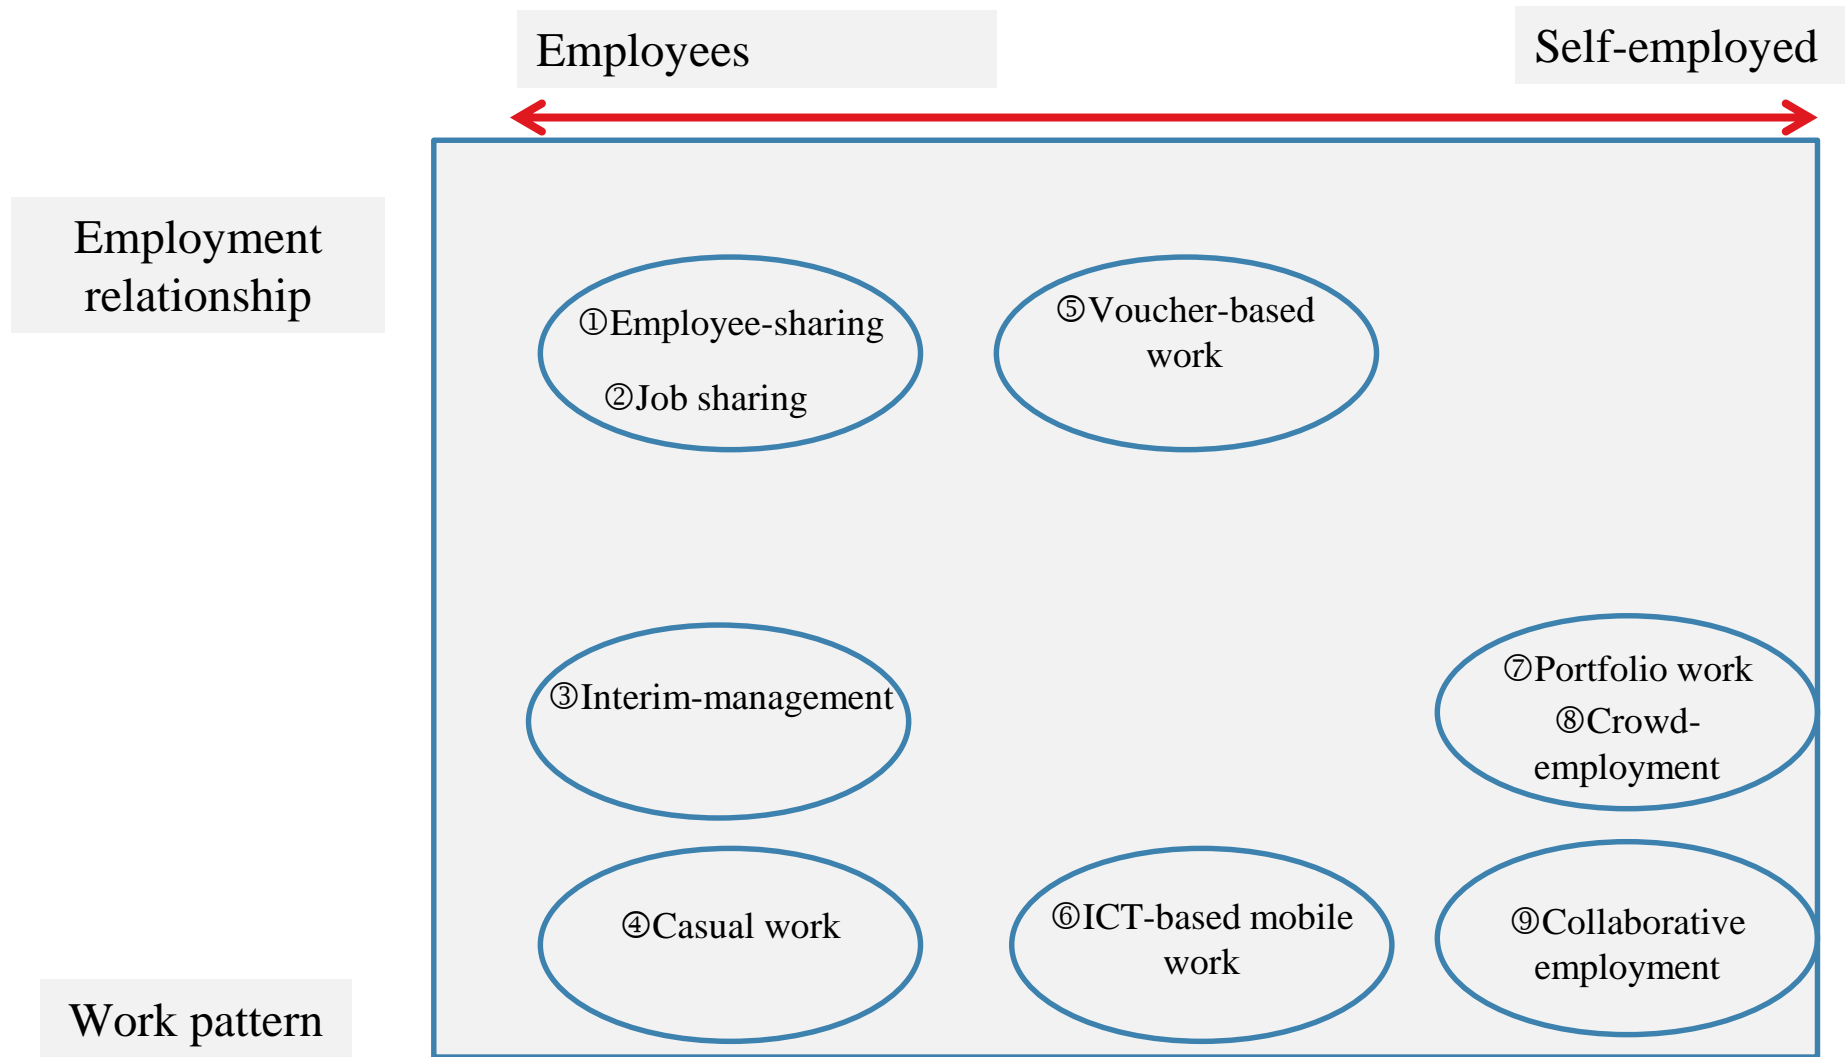 Employees
Self-employed
Employment
relationship
①Employee-sharing
②Job sharing
⑤Voucher-based
work
③Interim-management
⑦Portfolio work
⑧Crowd-
employment
④Casual work
⑥ICT-based mobile
work
⑨Collaborative
employment
Work pattern